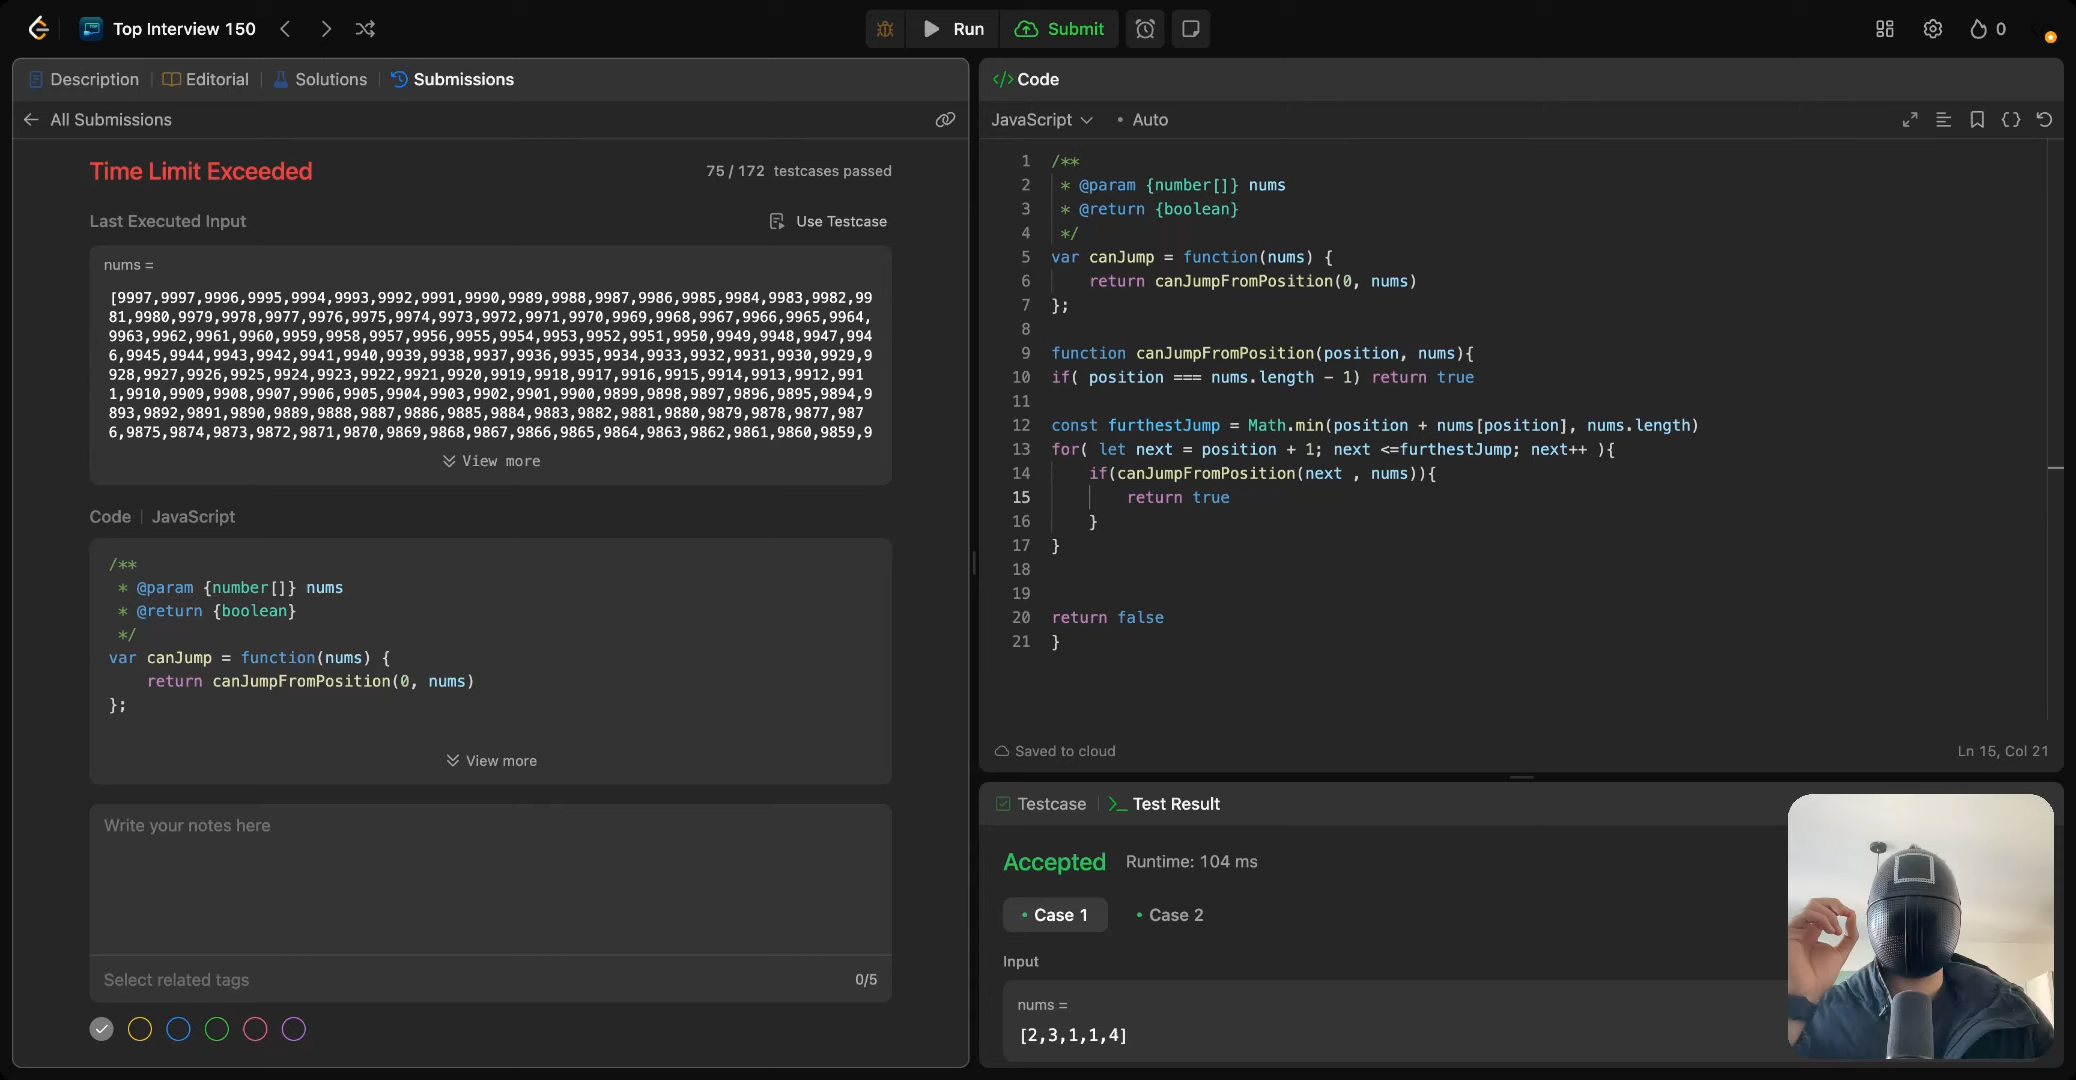 Top Interview 150
Run
Submit
0
Description
Editorial
Solutions
Submissions
All Submissions
Time Limit Exceeded
75 / 172 testcases passed
Last Executed Input
Use Testcase
nums =
[9997,9997,9996,9995,9994,9993,9992,9991,9990,9989,9988,9987,9986,9985,9984,9983,9982,99
81,9980,9979,9978,9977,9976,9975,9974,9973,9972,9971,9970,9969,9968,9967,9966,9965,9964,
9963,9962,9961,9960,9959,9958,9957,9956,9955,9954,9953,9952,9951,9950,9949,9948,9947,994
6,9945,9944,9943,9942,9941,9940,9939,9938,9937,9936,9935,9934,9933,9932,9931,9930,9929,9
928,9927,9926,9925,9924,9923,9922,9921,9920,9919,9918,9917,9916,9915,9914,9913,9912,991
1,9910,9909,9908,9907,9906,9905,9904,9903,9902,9901,9900,9899,9898,9897,9896,9895,9894,9
893,9892,9891,9890,9889,9888,9887,9886,9885,9884,9883,9882,9881,9880,9879,9878,9877,987
6,9875,9874,9873,9872,9871,9870,9869,9868,9867,9866,9865,9864,9863,9862,9861,9860,9859,9
View more
Code | JavaScript
/**
 * @param {number[]} nums
 * @return {boolean}
 */
var canJump = function(nums) {
    return canJumpFromPosition(0, nums)
};
View more
Write your notes here
Select related tags
0/5
</> Code
JavaScript
• Auto
1 /**
2  * @param {number[]} nums
3  * @return {boolean}
4  */
5 var canJump = function(nums) {
6     return canJumpFromPosition(0, nums)
7 };
8
9 function canJumpFromPosition(position, nums){
10 if( position === nums.length - 1) return true
11
12 const furthestJump = Math.min(position + nums[position], nums.length)
13 for( let next = position + 1; next <=furthestJump; next++ ){
14     if(canJumpFromPosition(next , nums)){
15         return true
16     }
17 }
18
19
20 return false
21 }
Saved to cloud
Ln 15, Col 21
Testcase
Test Result
Accepted
Runtime: 104 ms
• Case 1
• Case 2
Input
nums =
[2,3,1,1,4]